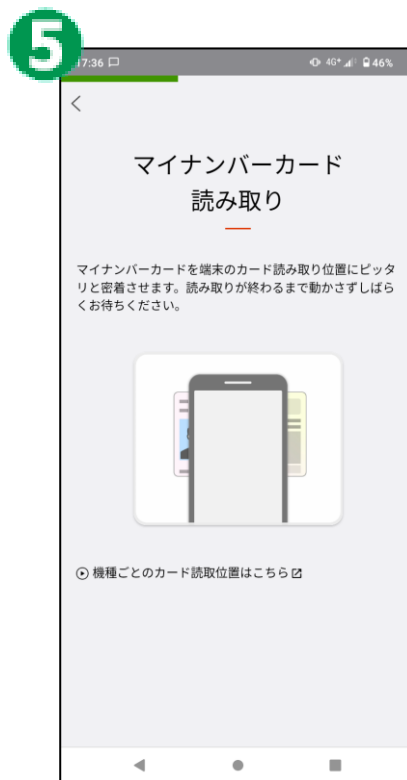 5
17:36 4G+ 46%
マイナンバーカード
読み取り
マイナンバーカードを端末のカード読み取り位置にピッタ
リと密着させます。読み取りが終わるまで動かさずしばら
くお待ちください。
機種ごとのカード読取位置はこちら